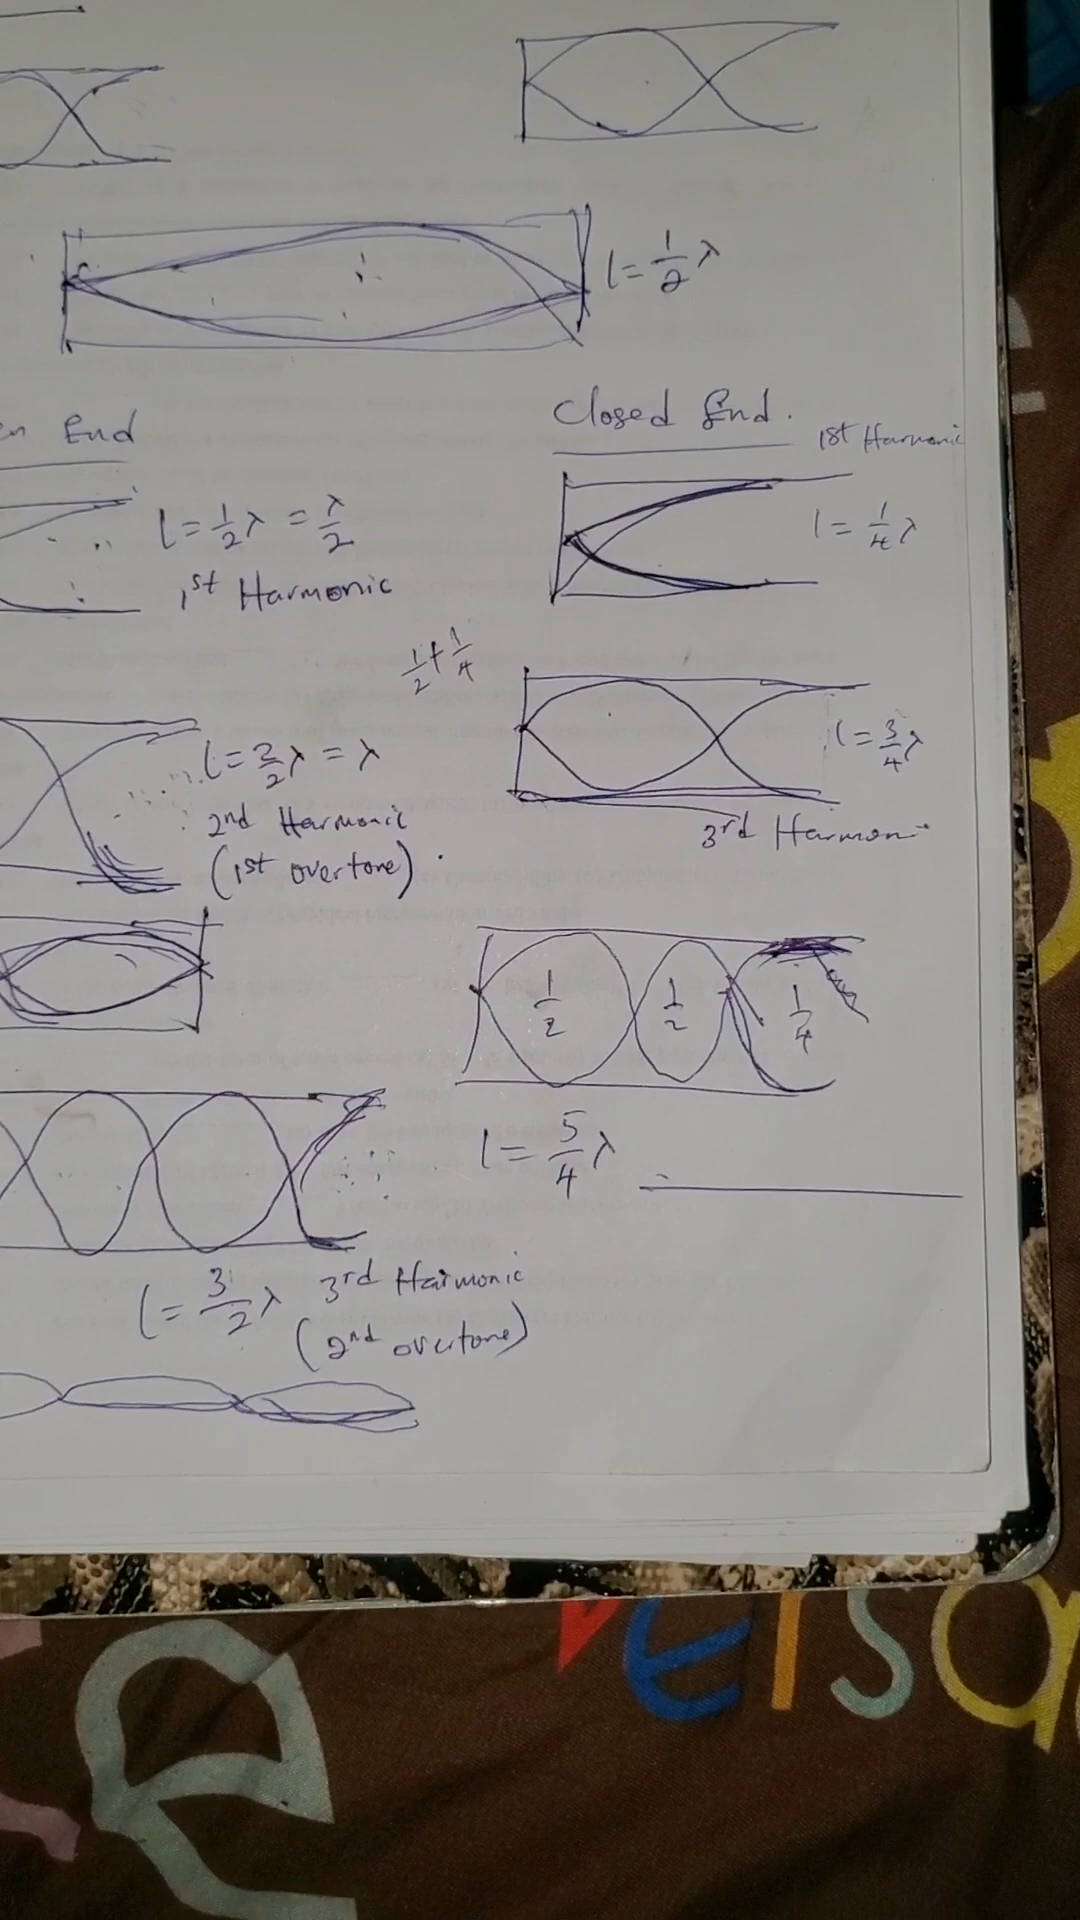 l = 1/2 λ
en End
Closed End.
1st Harmonic
l = 1/2 λ = λ/2
1st Harmonic
l = 1/4 λ
1/2 + 1/4
l = 3/4 λ
3rd Harmon
l = 2/2 λ = λ
2nd Harmonic
(1st overtone)
1/2 1/2 1/4
l = 5/4 λ
l = 3/2 λ 3rd Harmonic
(2nd overtone)